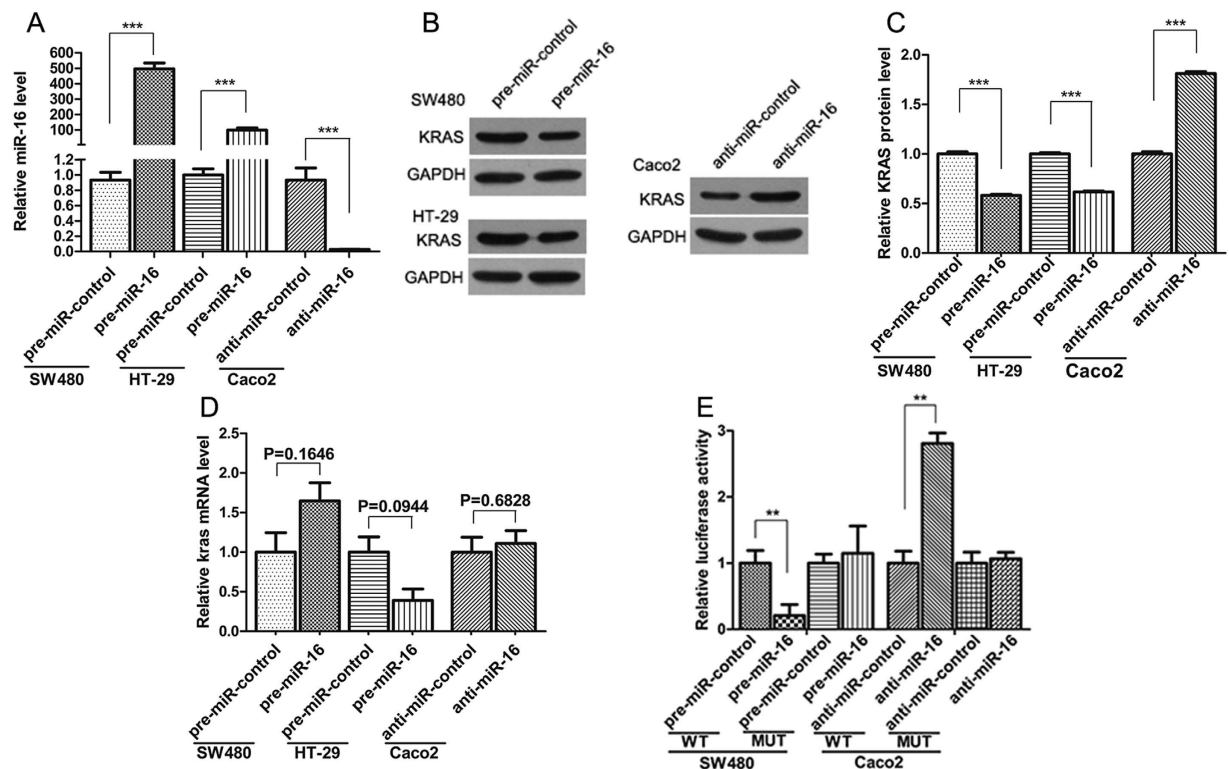 A
Relative miR-16 level
600
500
400
300
200
100
1.0
0.8
0.6
0.4
0.2
0.0
***
***
***
pre-miR-control
pre-miR-16
pre-miR-control
pre-miR-16
anti-miR-control
anti-miR-16
SW480
HT-29
Caco2
B
pre-miR-control
pre-miR-16
SW480
KRAS
GAPDH
HT-29
KRAS
GAPDH
anti-miR-control
anti-miR-16
Caco2
KRAS
GAPDH
C
Relative KRAS protein level
2.0
1.5
1.0
0.5
0.0
***
***
***
pre-miR-control
pre-miR-16
pre-miR-control
pre-miR-16
anti-miR-control
anti-miR-16
SW480
HT-29
Caco2
D
Relative kras mRNA level
2.5
2.0
1.5
1.0
0.5
0.0
P=0.1646
P=0.0944
P=0.6828
pre-miR-control
pre-miR-16
pre-miR-control
pre-miR-16
anti-miR-control
anti-miR-16
SW480
HT-29
Caco2
E
Relative luciferase activity
3
2
1
0
**
**
pre-miR-control
pre-miR-16
pre-miR-control
pre-miR-16
anti-miR-control
anti-miR-16
anti-miR-control
anti-miR-16
WT
MUT
WT
MUT
SW480
Caco2